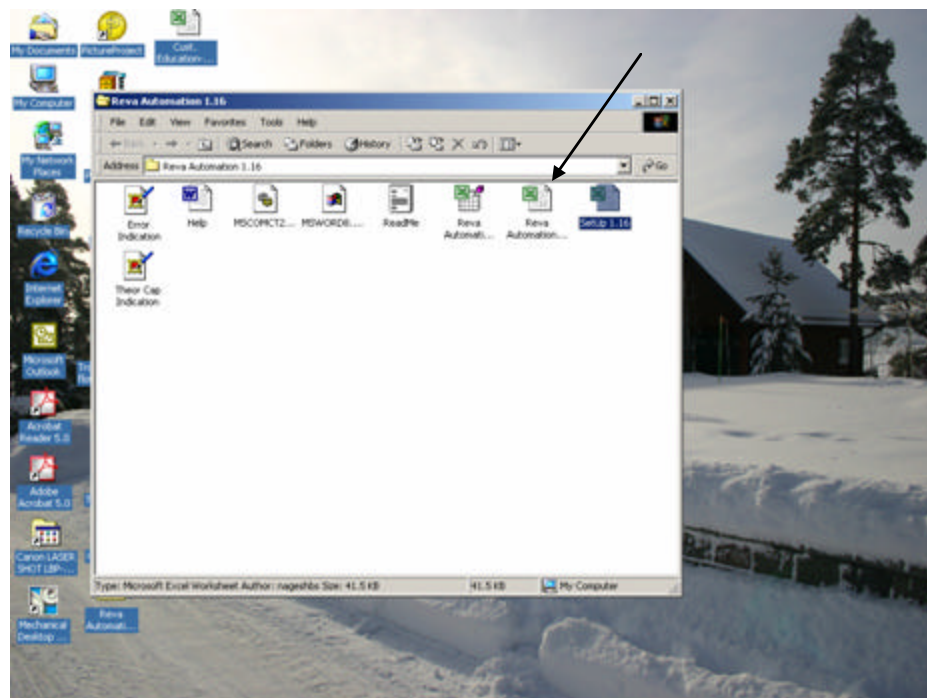 My Documents
PictureProject
Cust.
Education-...
My Computer
My Network
Places
Recycle Bin
Internet
Explorer
Microsoft
Outlook
Acrobat
Reader 5.0
Adobe
Acrobat 5.0
Canon LASER
SHOT LBP-...
Mechanical
Desktop ...
Reva
Automati...
Reva Automation 1.16
File Edit View Favorites Tools Help
Back Search Folders History
Address Reva Automation 1.16 Go
Error
Indication
Help
MSCOMCT2...
MSWORD8....
ReadMe
Reva
Automati...
Reva
Automation....
SetUp 1.16
Theor Cap
Indication
Type: Microsoft Excel Worksheet Author: nageshbs Size: 41.5 KB 41.5 KB My Computer